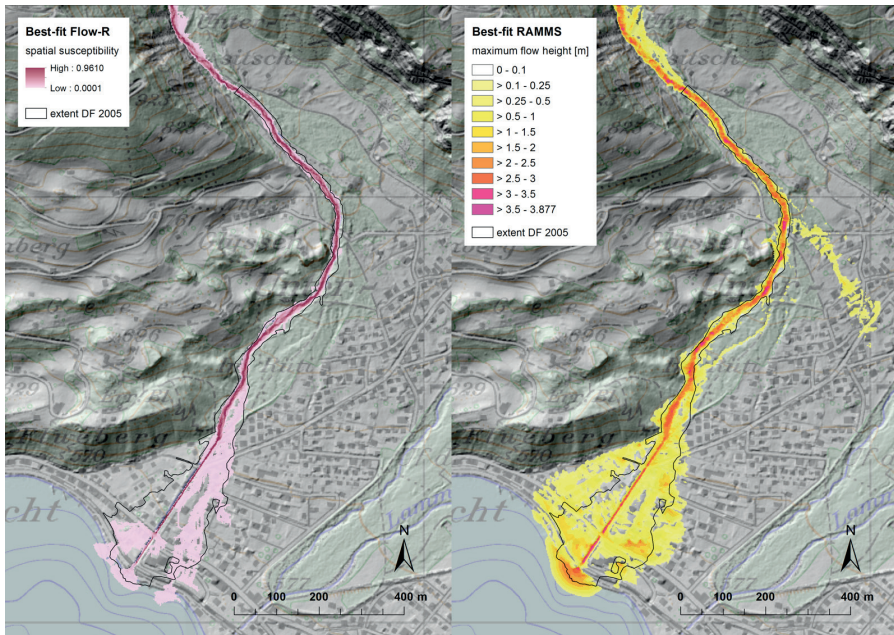 Best-fit Flow-R
spatial susceptibility
High : 0.9610
Low : 0.0001
extent DF 2005
N
0 200 400 m
Best-fit RAMMS
maximum flow height [m]
0 - 0.1
> 0.1 - 0.25
> 0.25 - 0.5
> 0.5 - 1
> 1 - 1.5
> 1.5 - 2
> 2 - 2.5
> 2.5 - 3
> 3 - 3.5
> 3.5 - 3.877
extent DF 2005
N
0 200 400 m